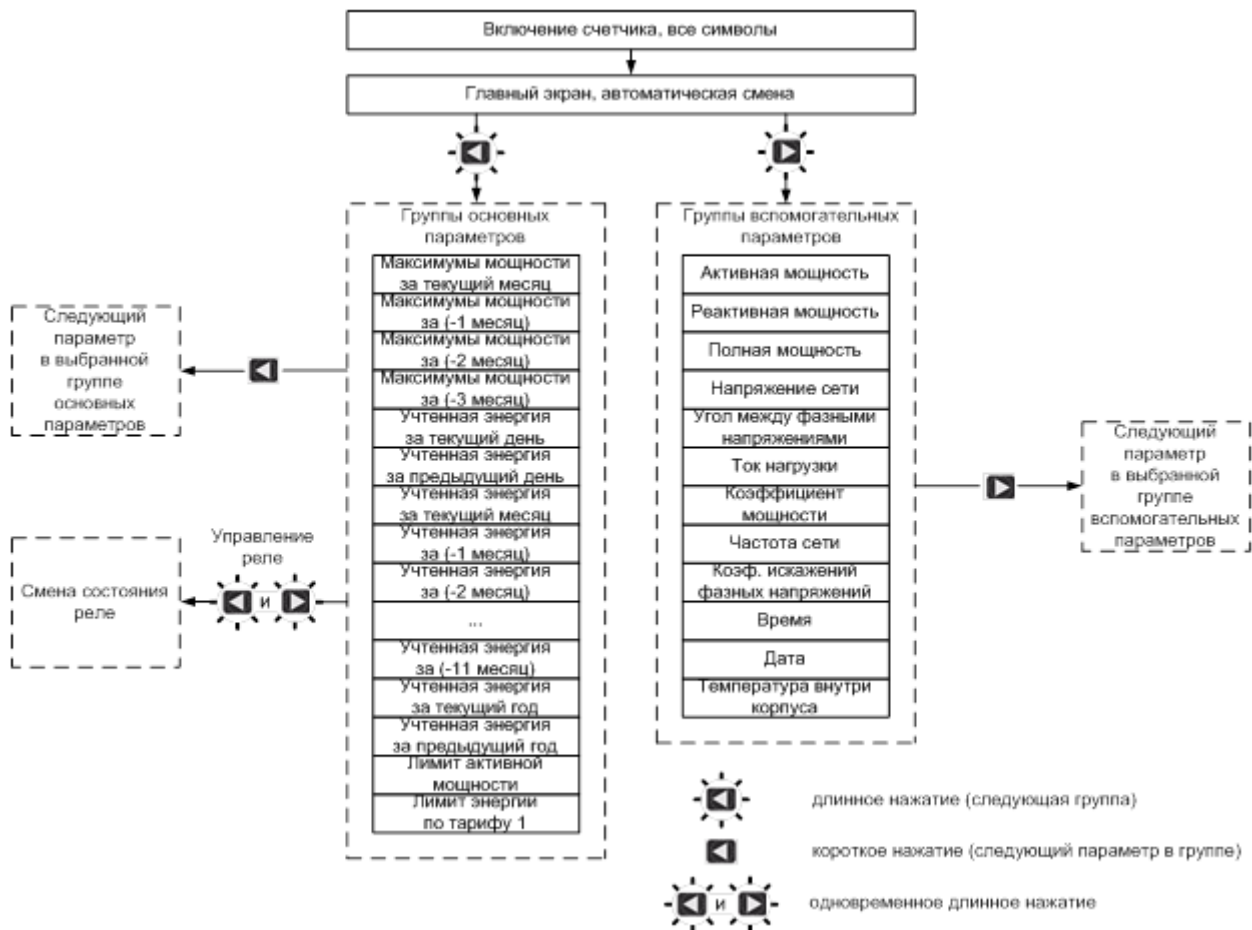 Включение счетчика, все символы
Главный экран, автоматическая смена
Группы основных
параметров
Максимумы мощности
за текущий месяц
Максимумы мощности
за (-1 месяц)
Максимумы мощности
за (-2 месяц)
Максимумы мощности
за (-3 месяц)
Учтенная энергия
за текущий день
Учтенная энергия
за предыдущий день
Учтенная энергия
за текущий месяц
Учтенная энергия
за (-1 месяц)
Учтенная энергия
за (-2 месяц)
...
Учтенная энергия
за (-11 месяц)
Учтенная энергия
за текущий год
Учтенная энергия
за предыдущий год
Лимит активной
мощности
Лимит энергии
по тарифу 1
Следующий
параметр
в выбранной
группе
основных
параметров
Управление
реле
и
Смена состояния
реле
Группы вспомогательных
параметров
Активная мощность
Реактивная мощность
Полная мощность
Напряжение сети
Угол между фазными
напряжениями
Ток нагрузки
Коэффициент
мощности
Частота сети
Коэф. искажений
фазных напряжений
Время
Дата
Температура внутри
корпуса
Следующий
параметр
в выбранной
группе
вспомогательных
параметров
длинное нажатие (следующая группа)
короткое нажатие (следующий параметр в группе)
и одновременное длинное нажатие